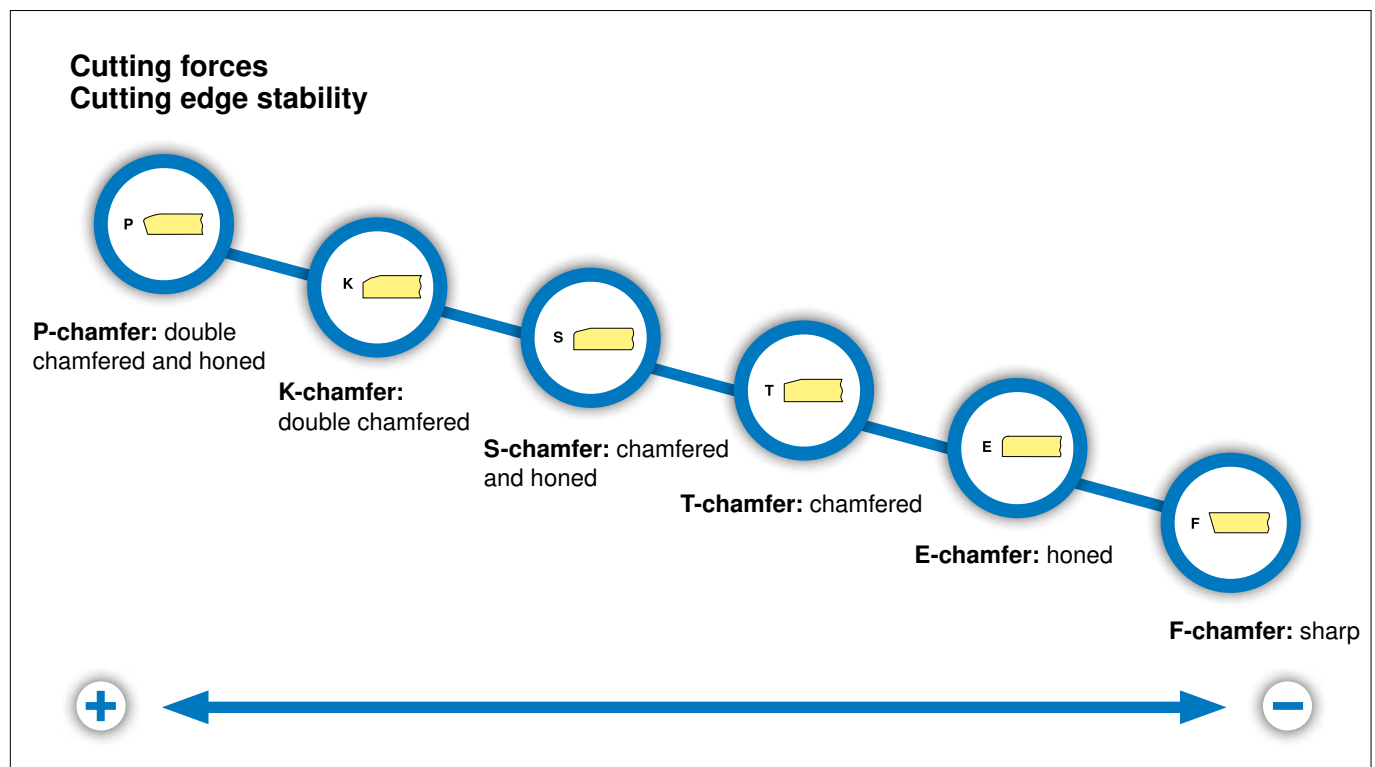 Cutting forces
Cutting edge stability
P
P-chamfer: double
chamfered and honed
K
K-chamfer:
double chamfered
S
S-chamfer: chamfered
and honed
T
T-chamfer: chamfered
E
E-chamfer: honed
F
F-chamfer: sharp
+
−